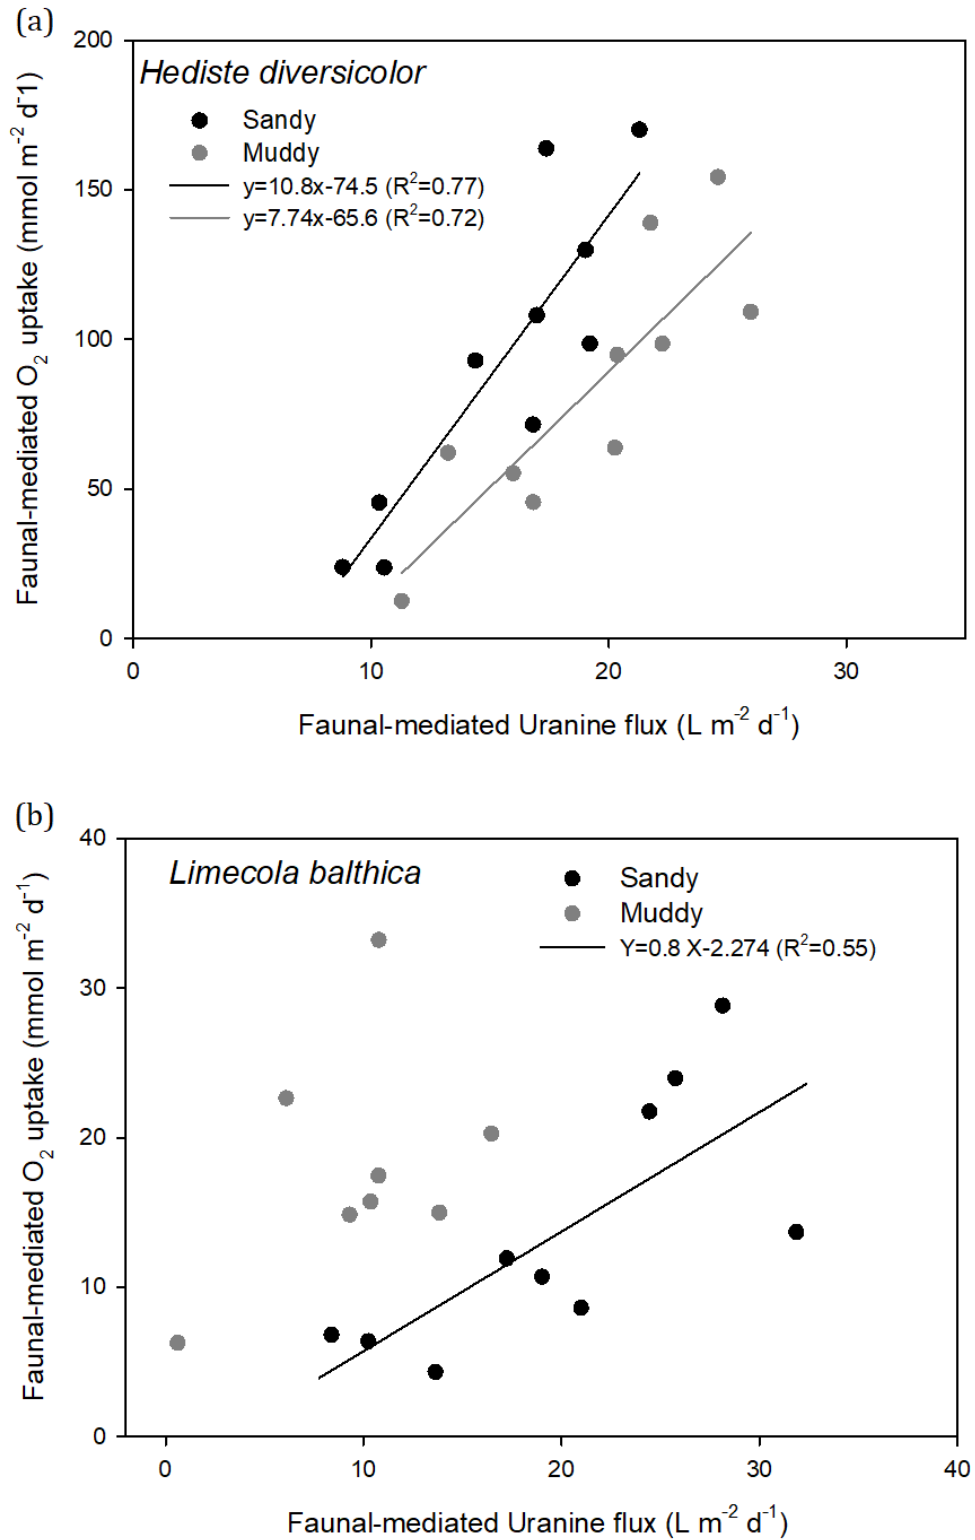 (a)
Faunal-mediated O₂ uptake (mmol m⁻² d⁻1)
200
150
100
50
0
Hediste diversicolor
Sandy
Muddy
y=10.8x-74.5 (R²=0.77)
y=7.74x-65.6 (R²=0.72)
0 10 20 30
Faunal-mediated Uranine flux (L m⁻² d⁻¹)
(b)
Faunal-mediated O₂ uptake (mmol m⁻² d⁻¹)
40
30
20
10
0
Limecola balthica
Sandy
Muddy
Y=0.8 X-2.274 (R²=0.55)
0 10 20 30 40
Faunal-mediated Uranine flux (L m⁻² d⁻¹)